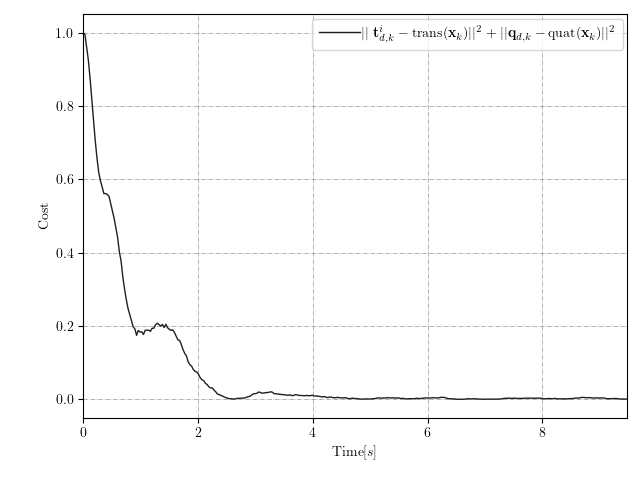 || t^i_{d,k} − trans(x_k)||^2 + ||q_{d,k} − quat(x_k)||^2
1.0
0.8
0.6
Cost
0.4
0.2
0.0
0 2 4 6 8
Time[s]